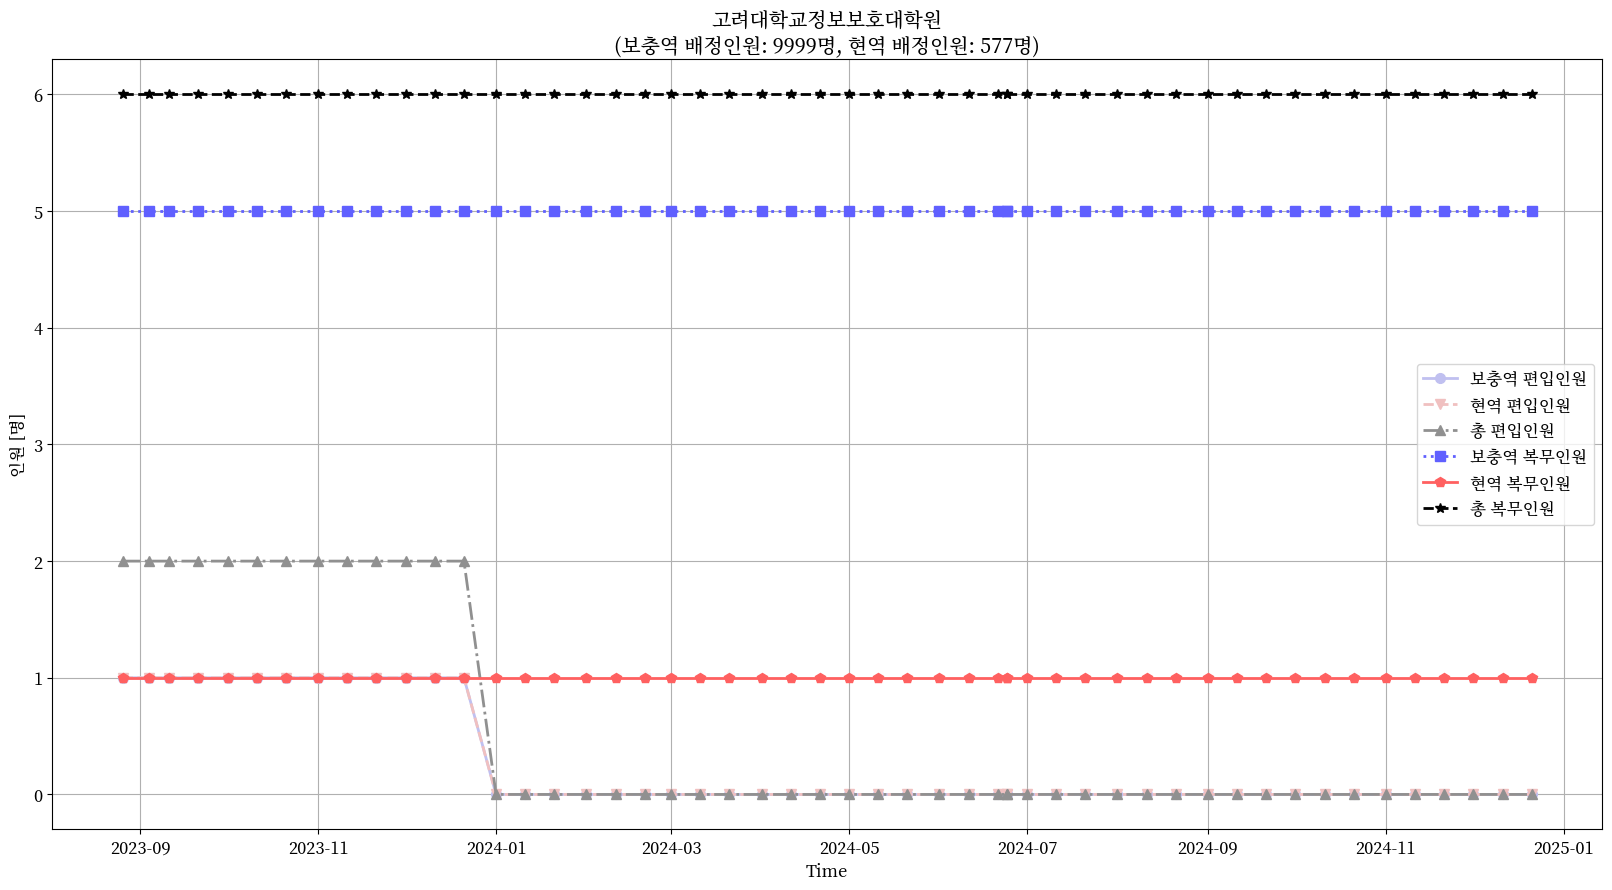 고려대학교정보보호대학원
(보충역 배정인원: 9999명, 현역 배정인원: 577명)
인원 [명]
6
5
4
3
2
1
0
보충역 편입인원
현역 편입인원
총 편입인원
보충역 복무인원
현역 복무인원
총 복무인원
2023-09
2023-11
2024-01
2024-03
2024-05
2024-07
2024-09
2024-11
2025-01
Time